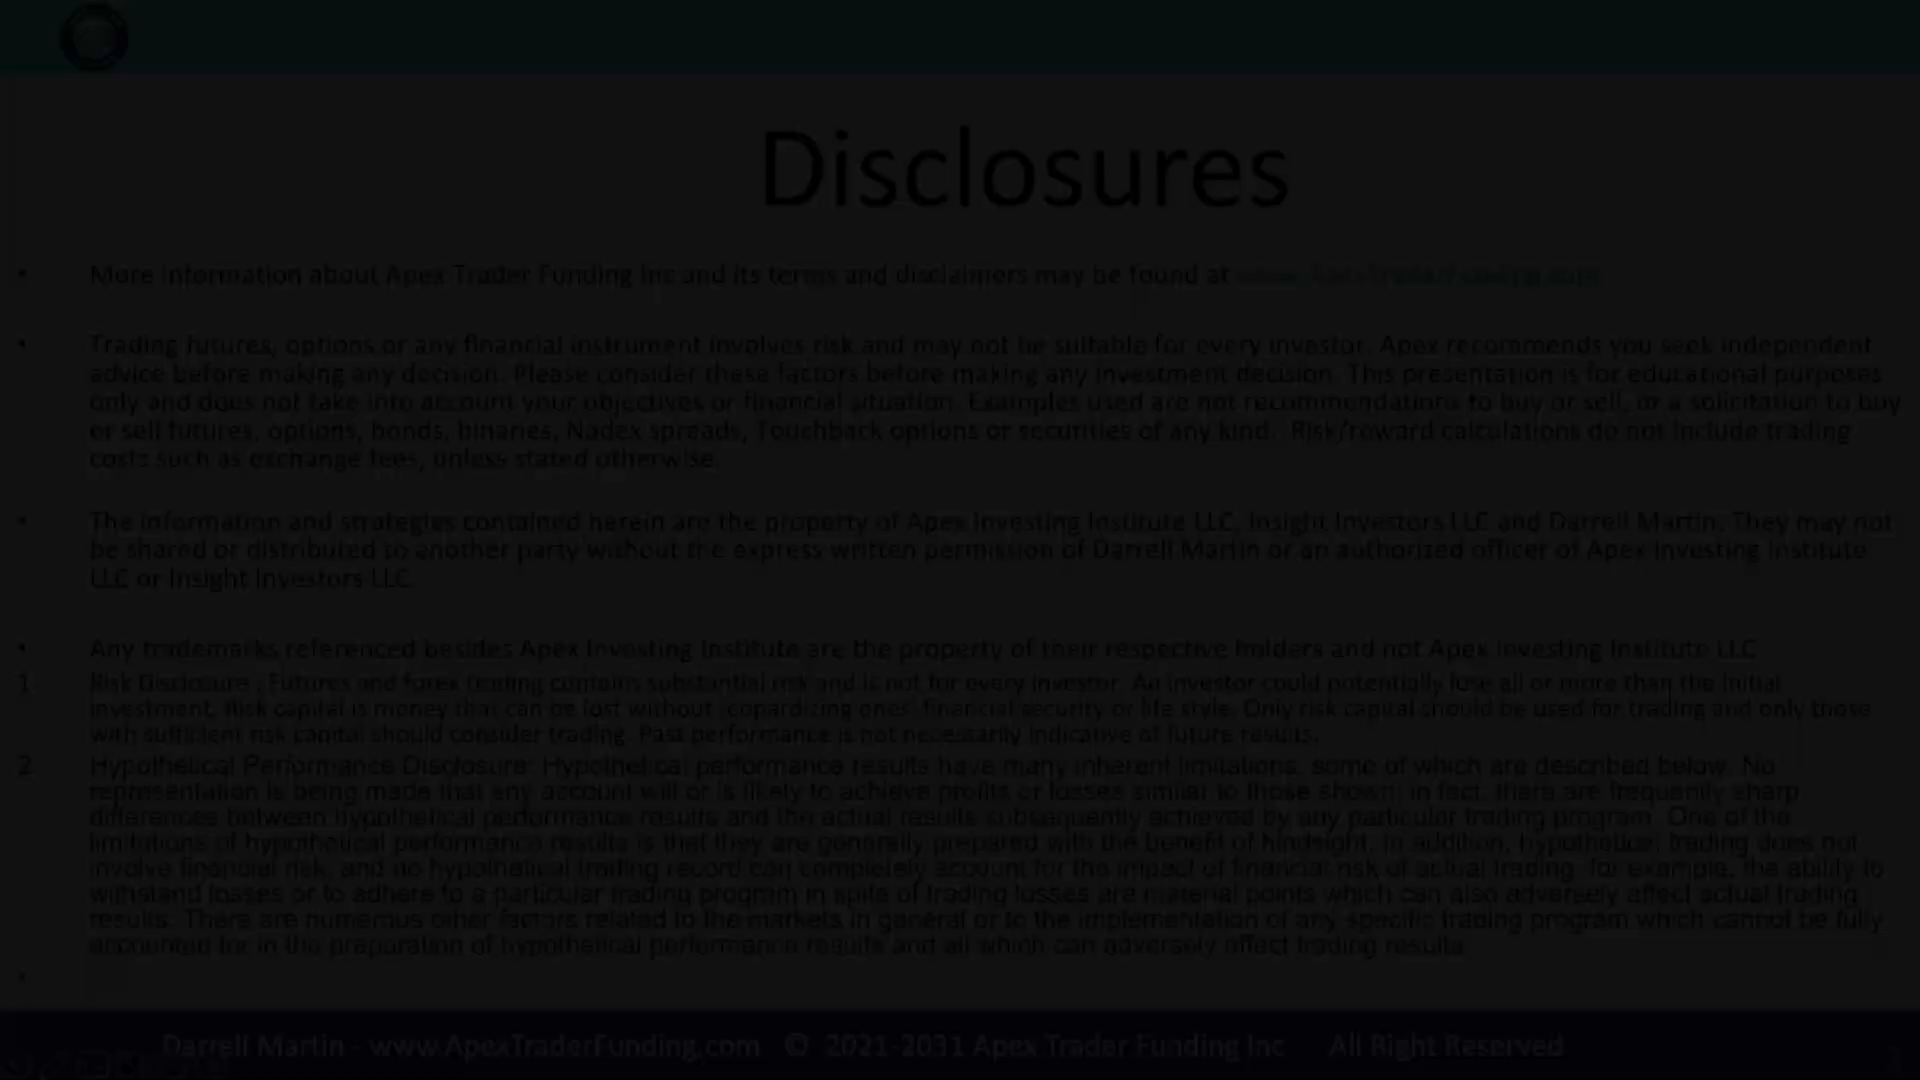 Disclosures
• More information about Apex Trader Funding Inc and its terms and disclaimers may be found at www.ApexTraderFunding.com
• Trading futures, options or any financial instrument involves risk and may not be suitable for every investor. Apex recommends you seek independent
advice before making any decision. Please consider these factors before making any investment decision. This presentation is for educational purposes
only and does not take into account your objectives or financial situation. Examples used are not recommendations to buy or sell, or a solicitation to buy
or sell futures, options, bonds, binaries, Nadex spreads, Touchback options or securities of any kind. Risk/reward calculations do not include trading
costs such as exchange fees, unless stated otherwise.
• The information and strategies contained herein are the property of Apex Investing Institute LLC, Insight Investors LLC and Darrell Martin. They may not
be shared or distributed to another party without the express written permission of Darrell Martin or an authorized officer of Apex Investing Institute
LLC or Insight Investors LLC.
• Any trademarks referenced besides Apex Investing Institute are the property of their respective holders and not Apex Investing Institute LLC
1 Risk Disclosure : Futures and forex trading contains substantial risk and is not for every investor. An investor could potentially lose all or more than the initial
investment. Risk capital is money that can be lost without jeopardizing ones' financial security or life style. Only risk capital should be used for trading and only those
with sufficient risk capital should consider trading. Past performance is not necessarily indicative of future results.
2 Hypothetical Performance Disclosure: Hypothetical performance results have many inherent limitations, some of which are described below. No
representation is being made that any account will or is likely to achieve profits or losses similar to those shown; in fact, there are frequently sharp
differences between hypothetical performance results and the actual results subsequently achieved by any particular trading program. One of the
limitations of hypothetical performance results is that they are generally prepared with the benefit of hindsight. In addition, hypothetical trading does not
involve financial risk, and no hypothetical trading record can completely account for the impact of financial risk of actual trading. for example, the ability to
withstand losses or to adhere to a particular trading program in spite of trading losses are material points which can also adversely affect actual trading
results. There are numerous other factors related to the markets in general or to the implementation of any specific trading program which cannot be fully
accounted for in the preparation of hypothetical performance results and all which can adversely affect trading results.
Darrell Martin - www.ApexTraderFunding.com © 2021-2031 Apex Trader Funding Inc All Right Reserved